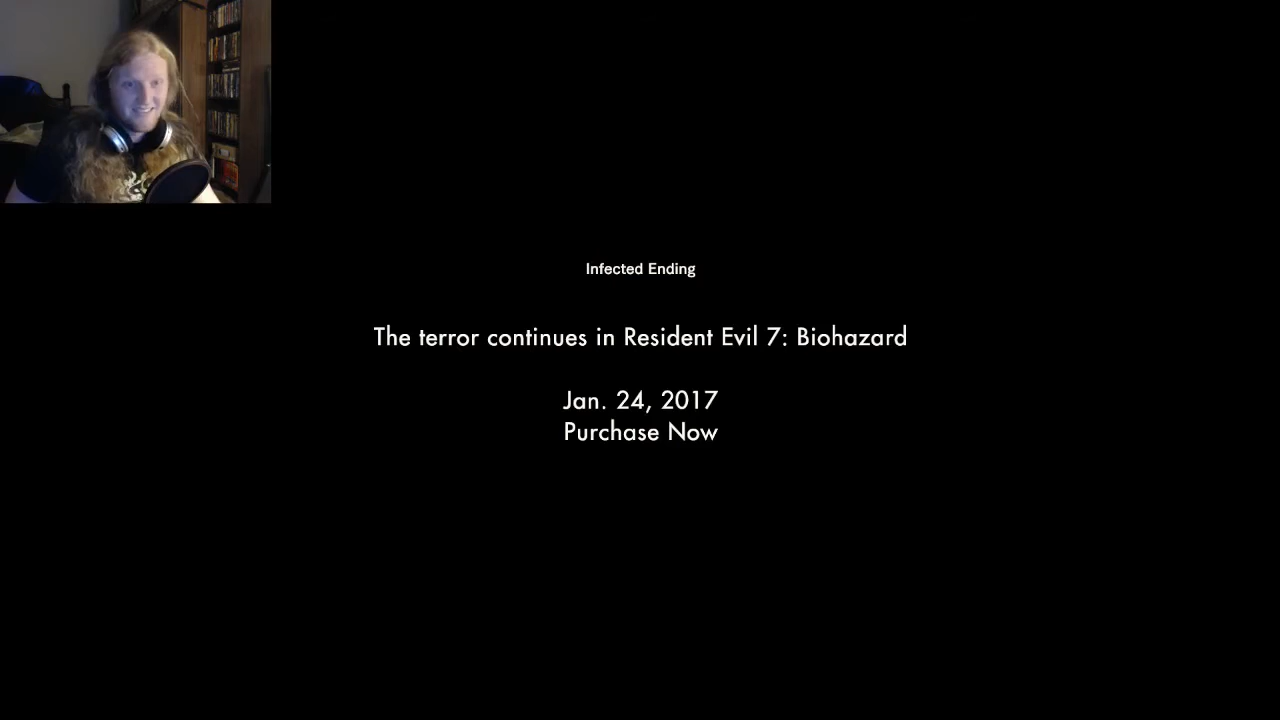 Infected Ending
The terror continues in Resident Evil 7: Biohazard
Jan. 24, 2017
Purchase Now